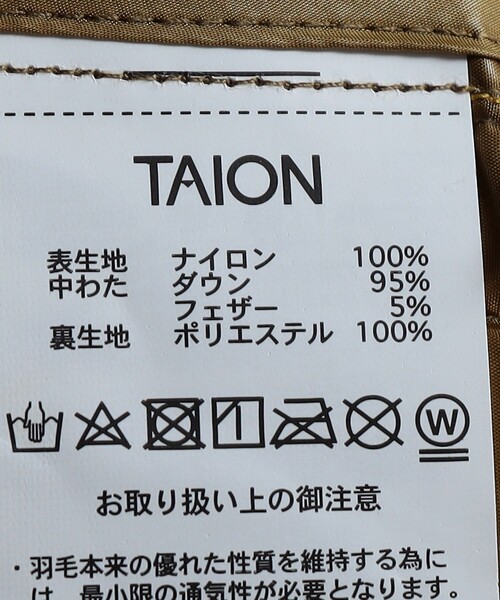 TAION
表生地 ナイロン 100%
中わた ダウン 95%
フェザー 5%
裏生地 ポリエステル 100%
W
お取り扱い上の御注意
・羽毛本来の優れた性質を維持する為に
は、最小限の通気性が必要となります。